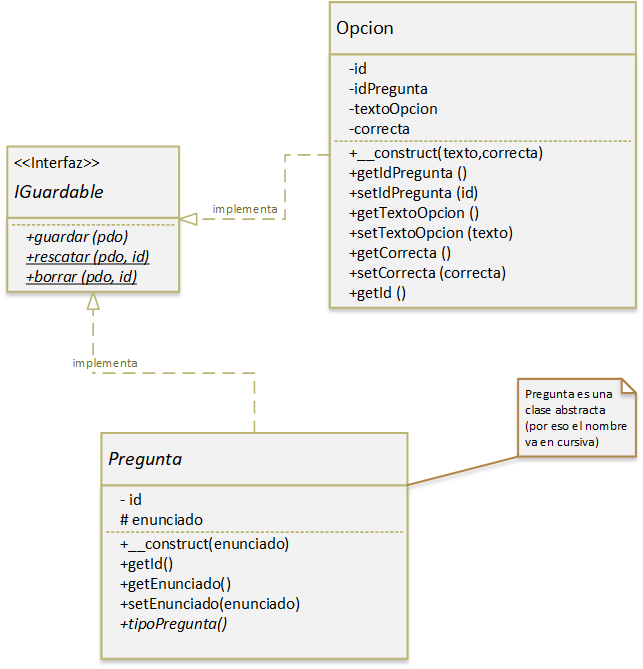 Opcion
-id
-idPregunta
-textoOpcion
-correcta
+__construct(texto,correcta)
+getIdPregunta ()
+setIdPregunta (id)
+getTextoOpcion ()
+setTextoOpcion (texto)
+getCorrecta ()
+setCorrecta (correcta)
+getId ()
<<Interfaz>>
IGuardable
+guardar (pdo)
+rescatar (pdo, id)
+borrar (pdo, id)
implementa
implementa
Pregunta es una
clase abstracta
(por eso el nombre
va en cursiva)
Pregunta
- id
# enunciado
+__construct(enunciado)
+getId()
+getEnunciado()
+setEnunciado(enunciado)
+tipoPregunta()